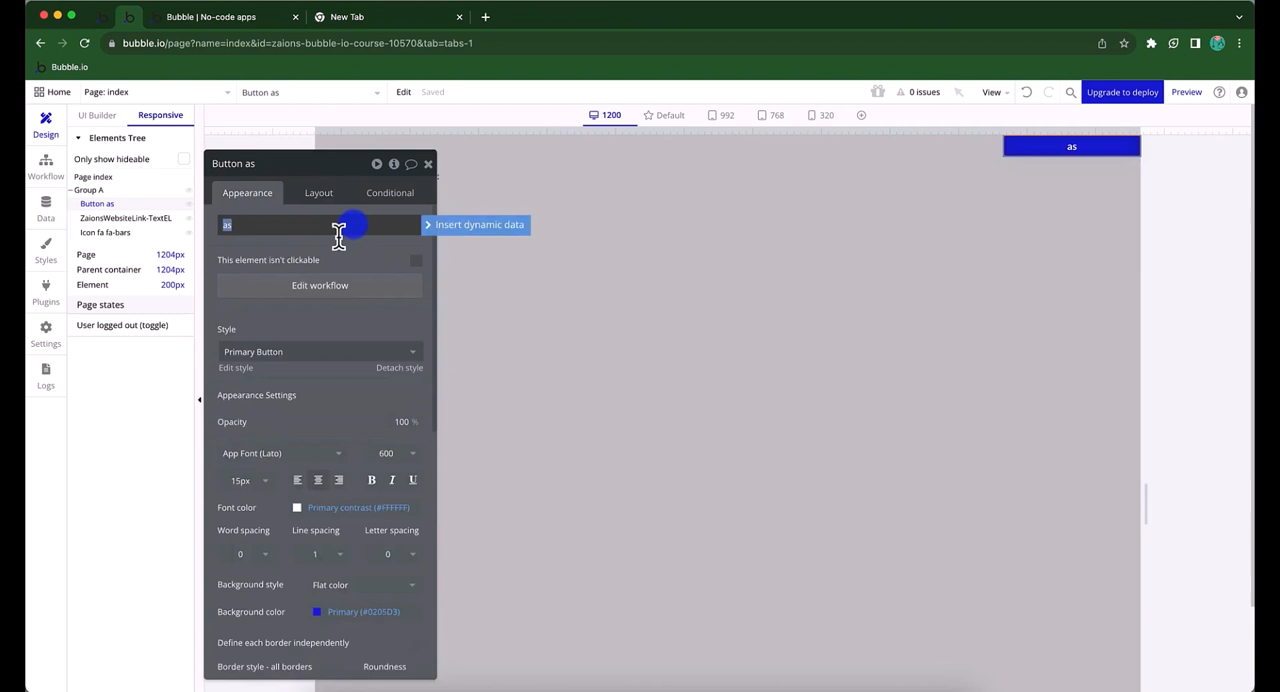 Bubble | No-code apps
New Tab
bubble.io/page?name=index&id=zaions-bubble-io-course-10570&tab=tabs-1
Bubble.io
Home
Page: index
Button as
Edit
Saved
0 issues
View
Upgrade to deploy
Preview
UI Builder
Responsive
1200
Default
992
768
320
Design
Workflow
Data
Styles
Plugins
Settings
Logs
Elements Tree
Only show hideable
Page index
Group A
Button as
ZaionsWebsiteLink-TextEL
Icon fa fa-bars
Page 1204px
Parent container 1204px
Element 200px
Page states
User logged out (toggle)
Button as
Appearance
Layout
Conditional
as
Insert dynamic data
This element isn't clickable
Edit workflow
Style
Primary Button
Edit style
Detach style
Appearance Settings
Opacity 100 %
App Font (Lato) 600
15px
B I U
Font color Primary contrast (#FFFFFF)
Word spacing Line spacing Letter spacing
0 1 0
Background style Flat color
Background color Primary (#0205D3)
Define each border independently
Border style - all borders Roundness
as